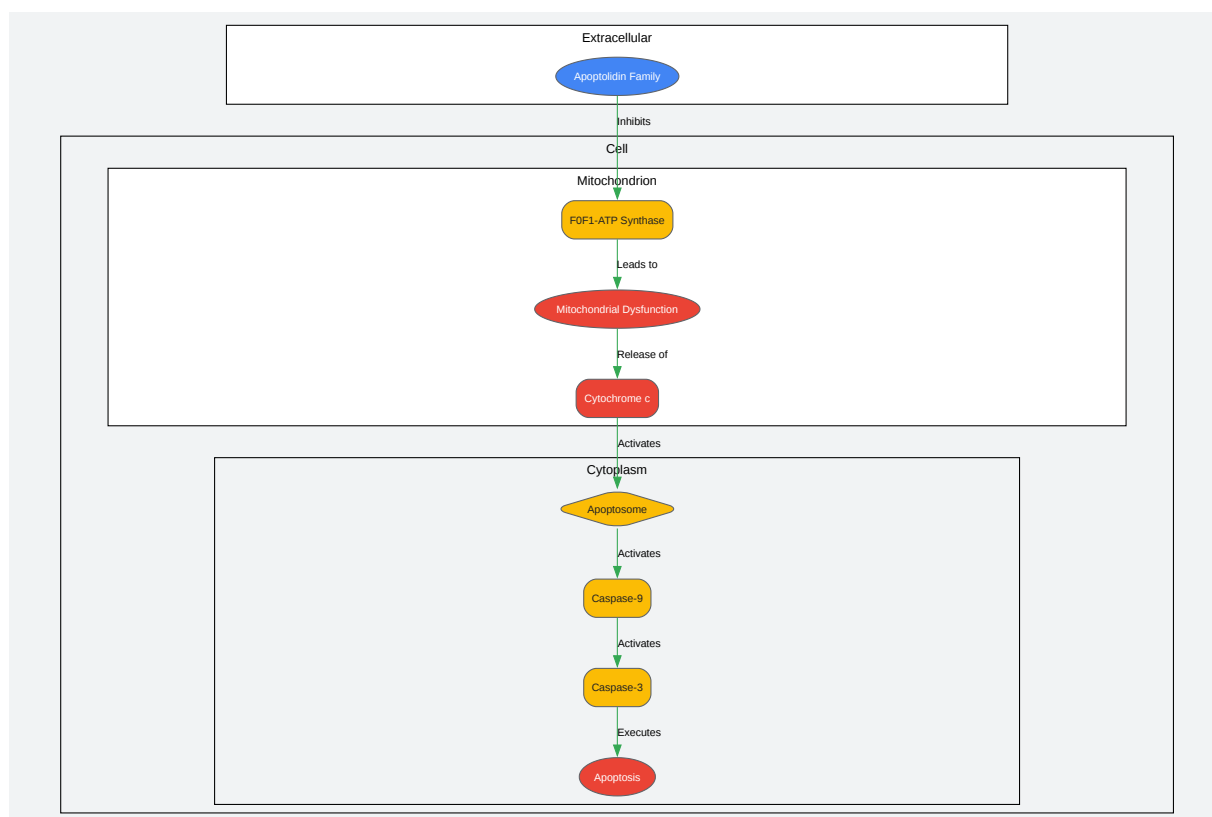 Extracellular
Apoptolidin Family
Inhibits
Cell
Mitochondrion
F0F1-ATP Synthase
Leads to
Mitochondrial Dysfunction
Release of
Cytochrome c
Activates
Cytoplasm
Apoptosome
Activates
Caspase-9
Activates
Caspase-3
Executes
Apoptosis